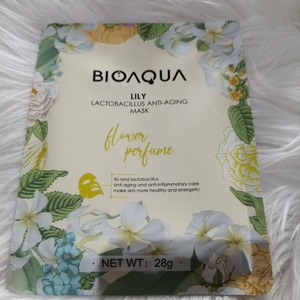 BIOAQUA
LILY
LACTOBACILLUS ANTI-AGING
MASK
flower
perfume
lily and lactobacillus
anti aging and anti-inflammatory care
make skin more healthy and energetic
NET WT: 28g